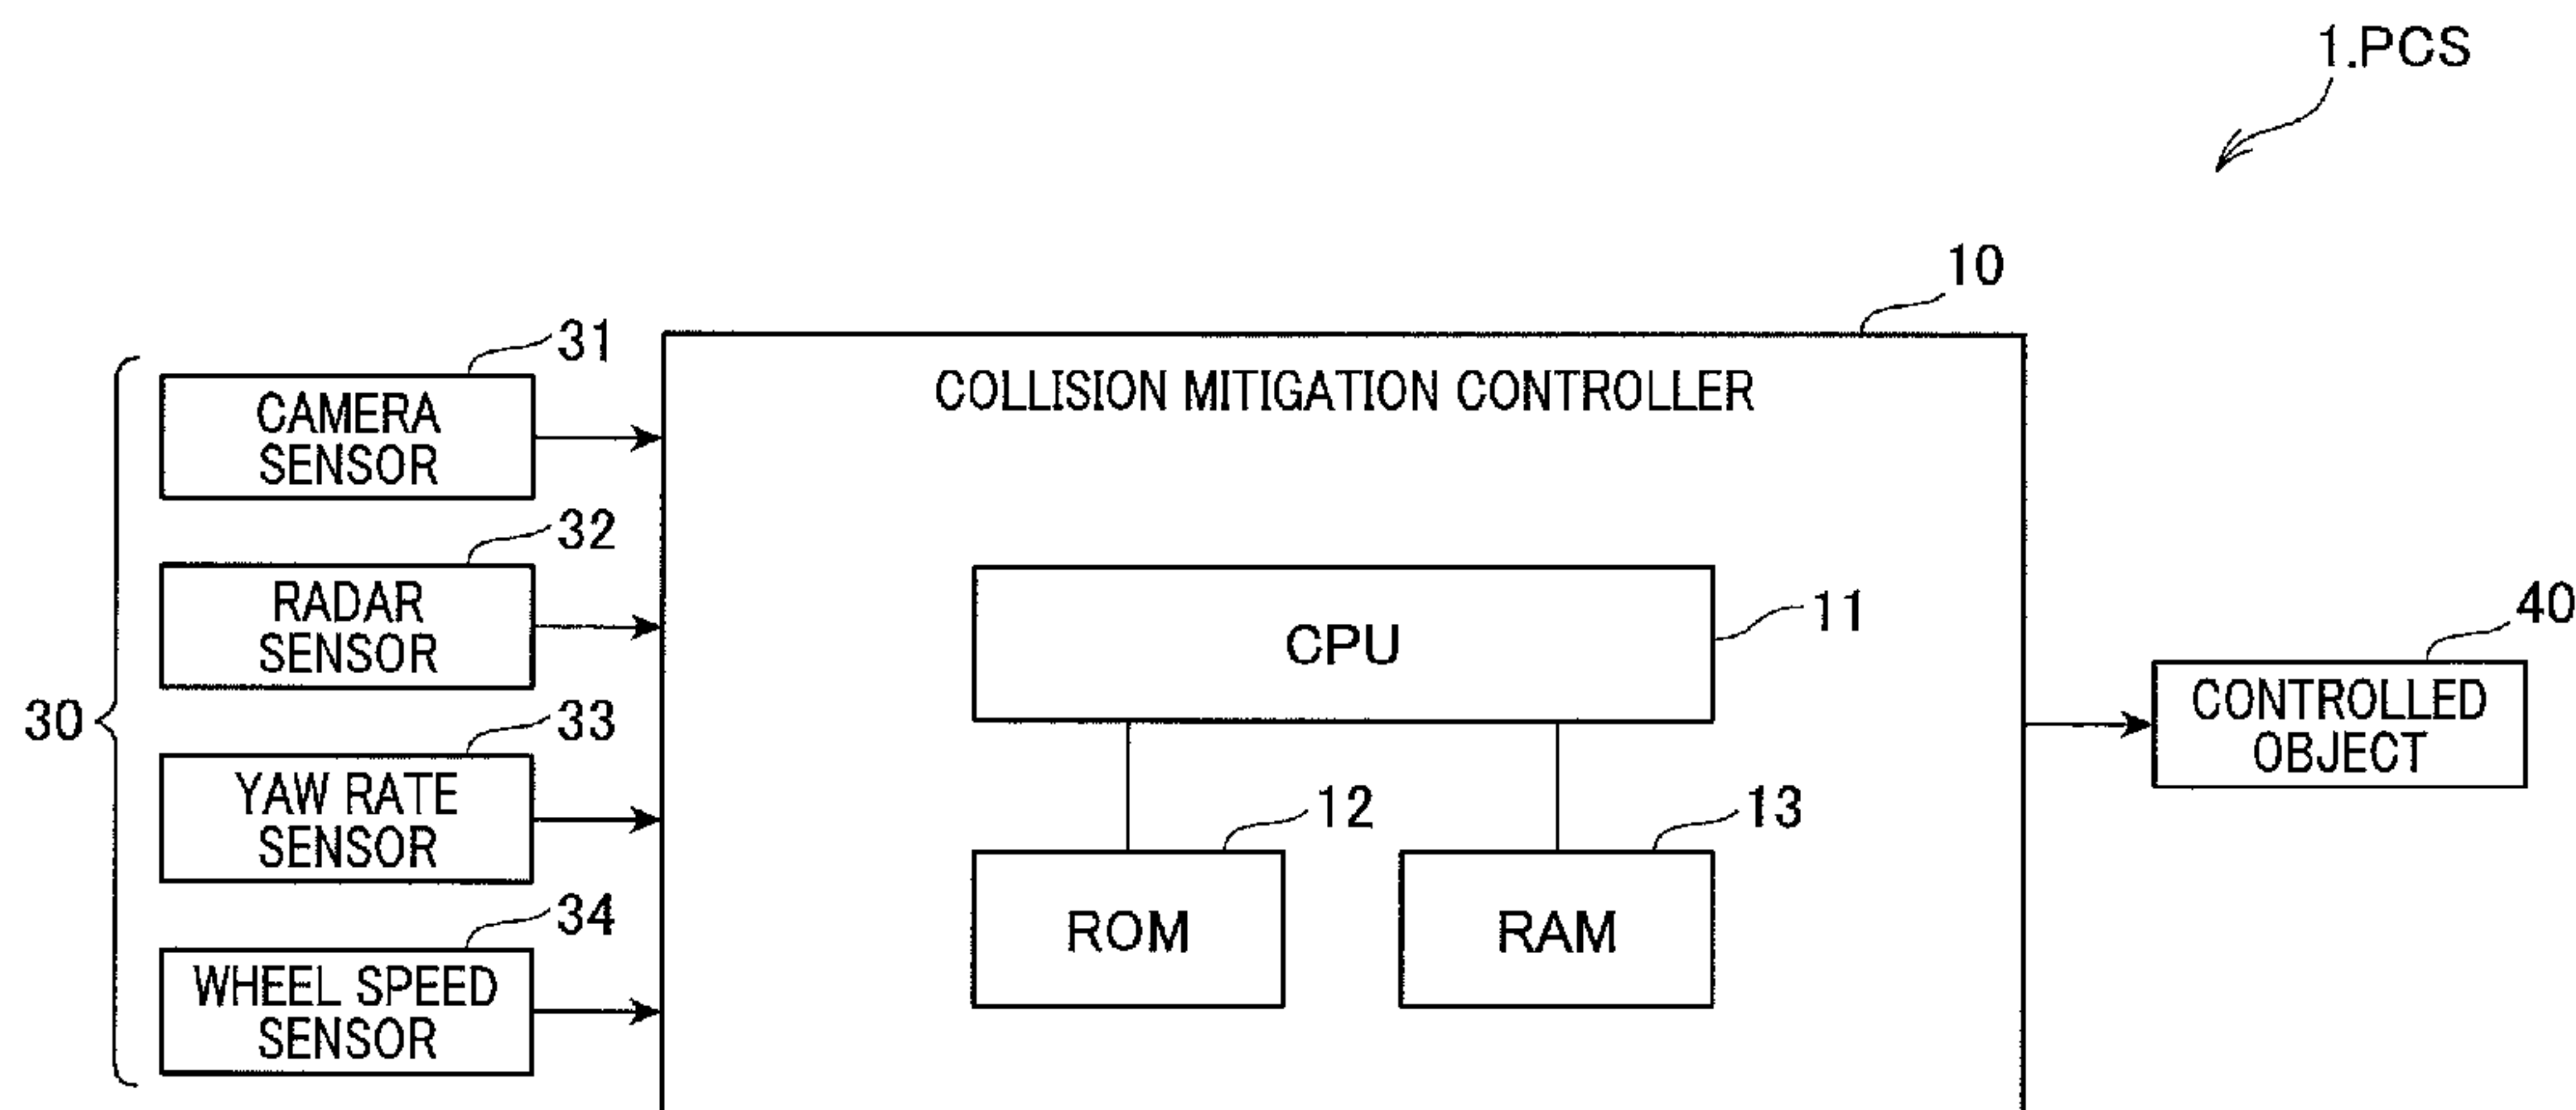 1.PCS
10
COLLISION MITIGATION CONTROLLER
30
31
CAMERA
SENSOR
32
RADAR
SENSOR
33
YAW RATE
SENSOR
34
WHEEL SPEED
SENSOR
CPU
11
12
ROM
13
RAM
40
CONTROLLED
OBJECT